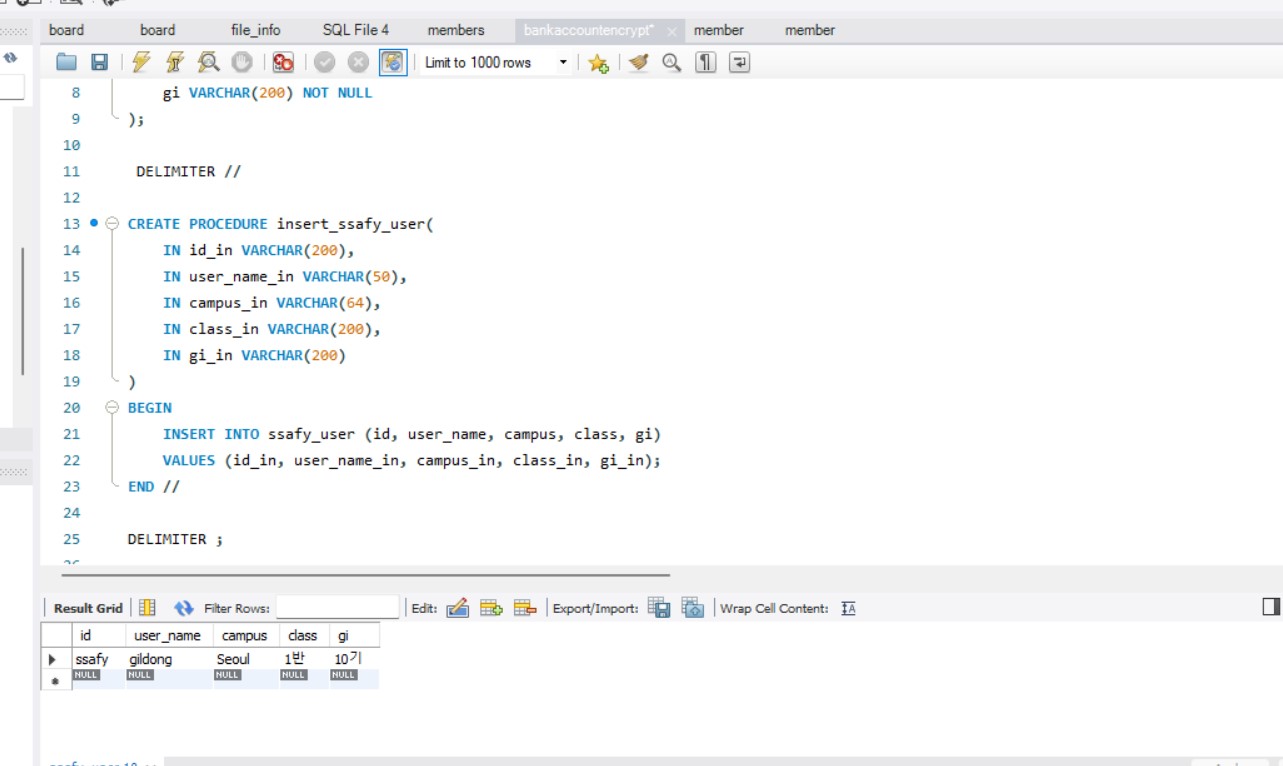 board board file_info SQL File 4 members bankaccountencrypt* × member member
Limit to 1000 rows
8 gi VARCHAR(200) NOT NULL
9 );
10
11 DELIMITER //
12
13 CREATE PROCEDURE insert_ssafy_user(
14 IN id_in VARCHAR(200),
15 IN user_name_in VARCHAR(50),
16 IN campus_in VARCHAR(64),
17 IN class_in VARCHAR(200),
18 IN gi_in VARCHAR(200)
19 )
20 BEGIN
21 INSERT INTO ssafy_user (id, user_name, campus, class, gi)
22 VALUES (id_in, user_name_in, campus_in, class_in, gi_in);
23 END //
24
25 DELIMITER ;
Result Grid Filter Rows: Edit: Export/Import: Wrap Cell Content: IA
id user_name campus class gi
ssafy gildong Seoul 1반 10기
NULL NULL NULL NULL NULL